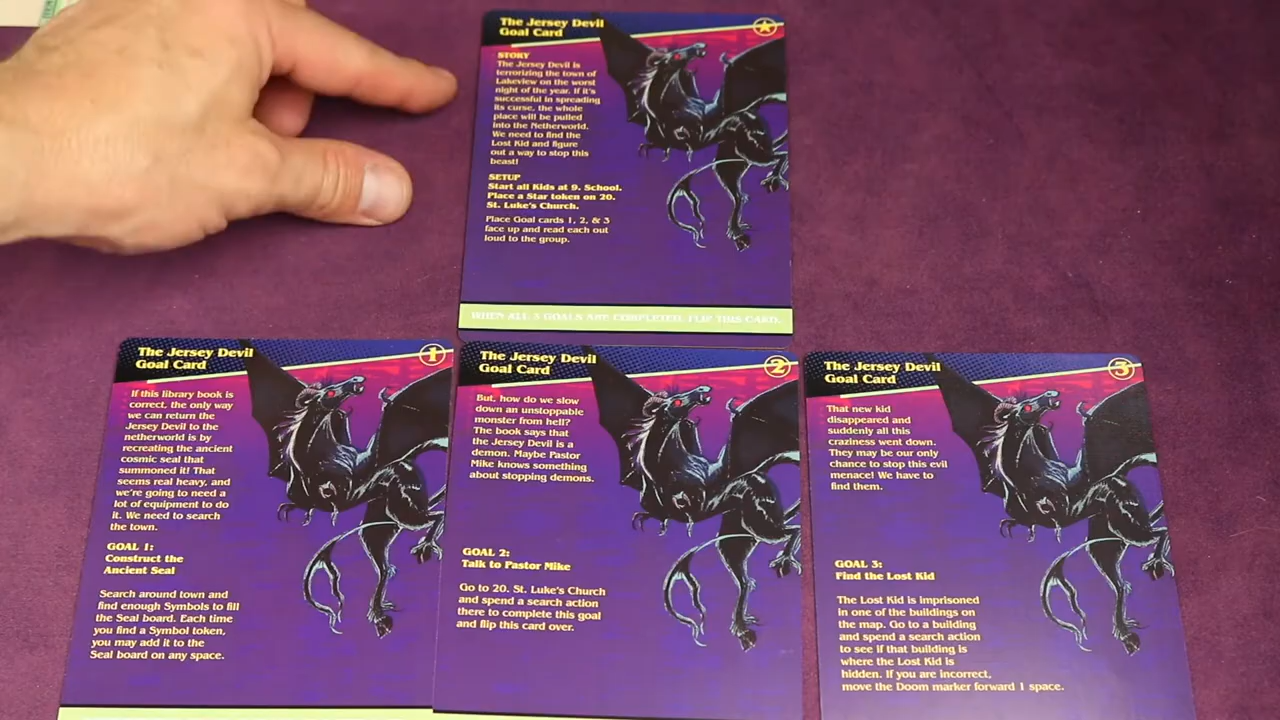 The Jersey Devil
Goal Card
STORY
The Jersey Devil is
terrorizing the town of
Lakeview on the worst
night of the year. If it's
successful in spreading
its curse, the whole
place will be pulled
into the Netherworld.
We need to find the
Lost Kid and figure
out a way to stop this
beast!
SETUP
Start all Kids at 9. School.
Place a Star token on 20.
St. Luke's Church.
Place Goal cards 1, 2, & 3
face up and read each out
loud to the group.
WHEN ALL 3 GOALS ARE COMPLETED, FLIP THIS CARD.
The Jersey Devil
Goal Card
1
If this library book is
correct, the only way
we can return the
Jersey Devil to the
netherworld is by
recreating the ancient
cosmic seal that
summoned it! That
seems real heavy, and
we're going to need a
lot of equipment to do
it. We need to search
the town.
GOAL 1:
Construct the
Ancient Seal
Search around town and
find enough Symbols to fill
the Seal board. Each time
you find a Symbol token,
you may add it to the
Seal board on any space.
The Jersey Devil
Goal Card
2
But, how do we slow
down an unstoppable
monster from hell?
The book says that
the Jersey Devil is a
demon. Maybe Pastor
Mike knows something
about stopping demons.
GOAL 2:
Talk to Pastor Mike
Go to 20. St. Luke's Church
and spend a search action
there to complete this goal
and flip this card over.
The Jersey Devil
Goal Card
3
That new kid
disappeared and
suddenly all this
craziness went down.
They may be our only
chance to stop this evil
menace! We have to
find them.
GOAL 3:
Find the Lost Kid
The Lost Kid is imprisoned
in one of the buildings on
the map. Go to a building
and spend a search action
to see if that building is
where the Lost Kid is
hidden. If you are incorrect,
move the Doom marker forward 1 space.